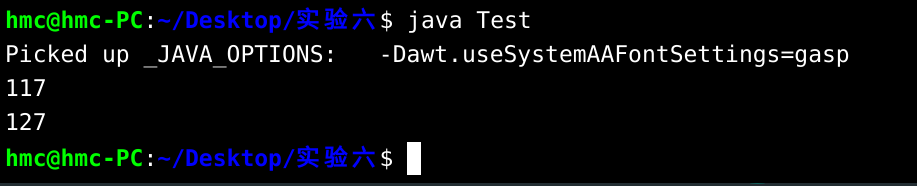 hmc@hmc-PC:~/Desktop/实验六$ java Test
Picked up _JAVA_OPTIONS:   -Dawt.useSystemAAFontSettings=gasp
117
127
hmc@hmc-PC:~/Desktop/实验六$